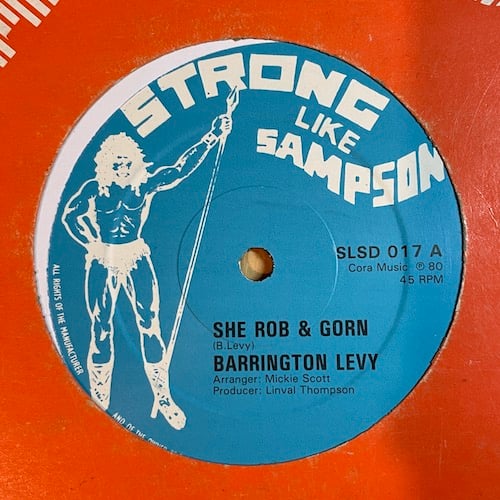 STRONG
LIKE
SAMPSON
SLSD 017 A
Cora Music ℗ 80
45 RPM
SHE ROB & GORN
(B.Levy)
BARRINGTON LEVY
Arranger: Mickie Scott
Producer: Linval Thompson
ALL RIGHTS OF THE MANUFACTURER
AND OF THE OWNER